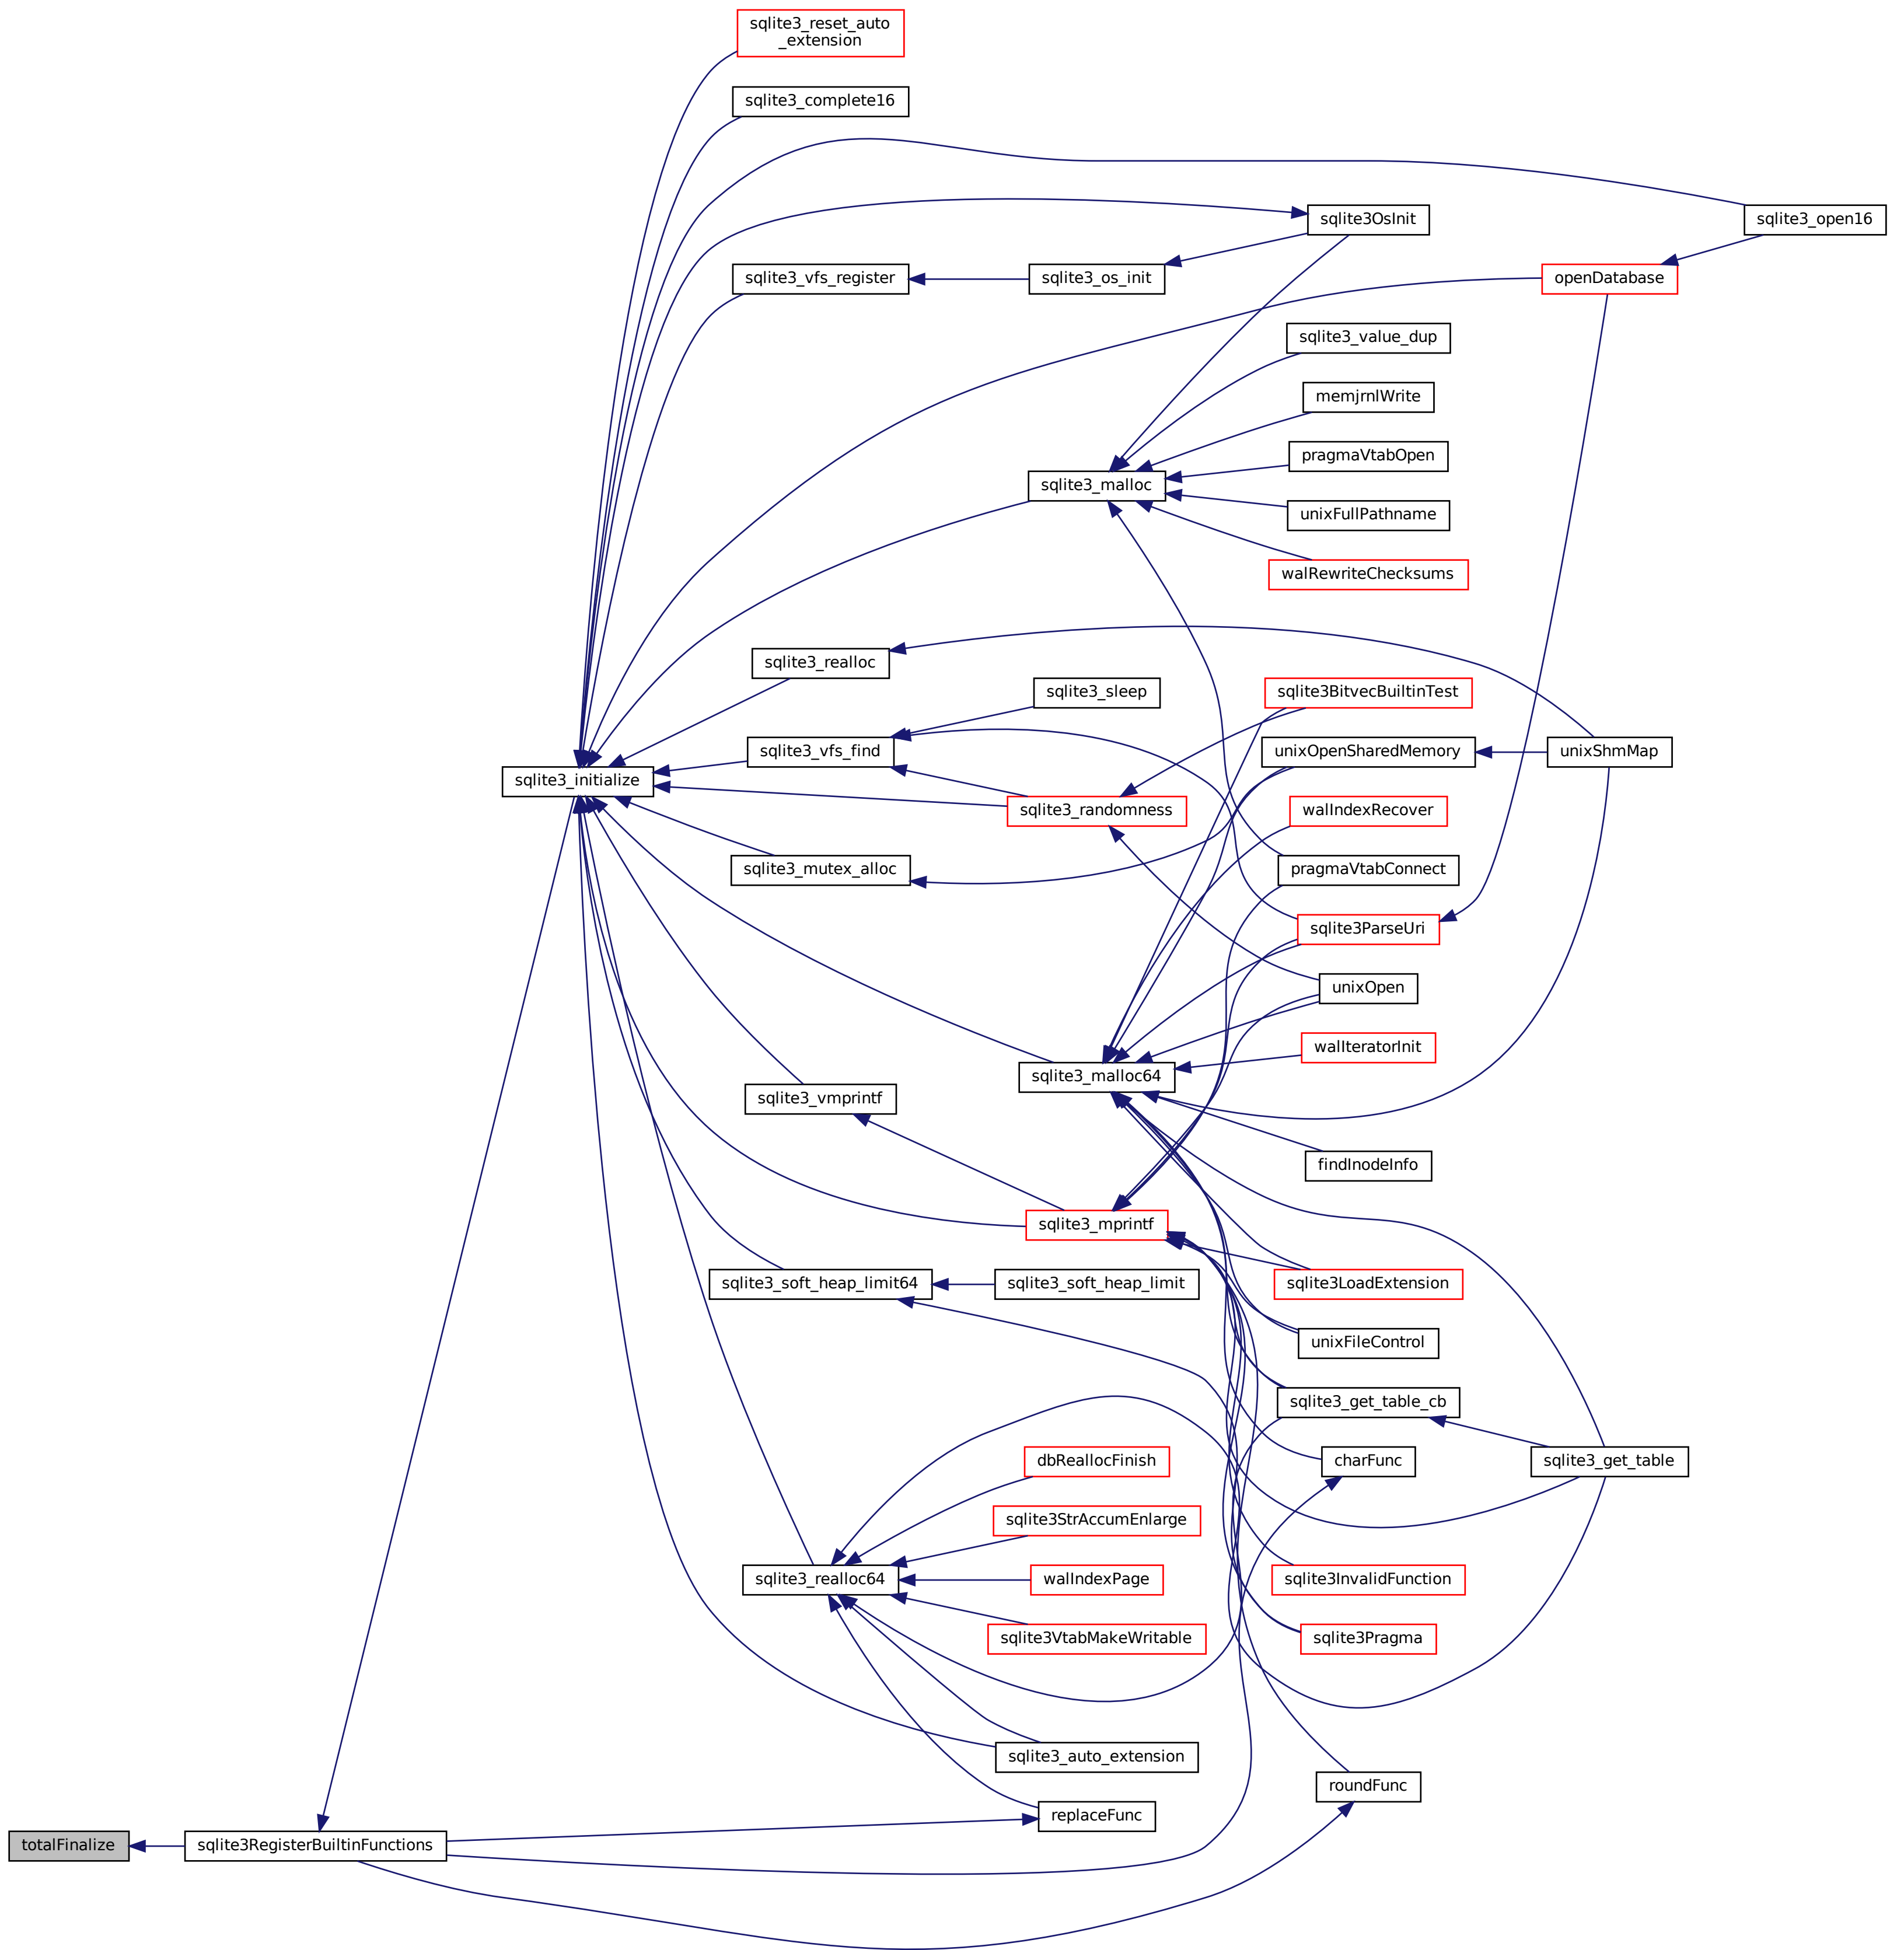 sqlite3_reset_auto
_extension
sqlite3_complete16
sqlite3OsInit
sqlite3_open16
sqlite3_vfs_register
sqlite3_os_init
openDatabase
sqlite3_value_dup
memjrnlWrite
pragmaVtabOpen
sqlite3_malloc
unixFullPathname
walRewriteChecksums
sqlite3_realloc
sqlite3_sleep
sqlite3BitvecBuiltinTest
sqlite3_vfs_find
unixOpenSharedMemory
unixShmMap
sqlite3_initialize
sqlite3_randomness
walIndexRecover
sqlite3_mutex_alloc
pragmaVtabConnect
sqlite3ParseUri
unixOpen
walIteratorInit
sqlite3_malloc64
sqlite3_vmprintf
findInodeInfo
sqlite3_mprintf
sqlite3_soft_heap_limit64
sqlite3_soft_heap_limit
sqlite3LoadExtension
unixFileControl
sqlite3_get_table_cb
dbReallocFinish
charFunc
sqlite3_get_table
sqlite3StrAccumEnlarge
sqlite3_realloc64
walIndexPage
sqlite3InvalidFunction
sqlite3VtabMakeWritable
sqlite3Pragma
sqlite3_auto_extension
roundFunc
replaceFunc
totalFinalize
sqlite3RegisterBuiltinFunctions